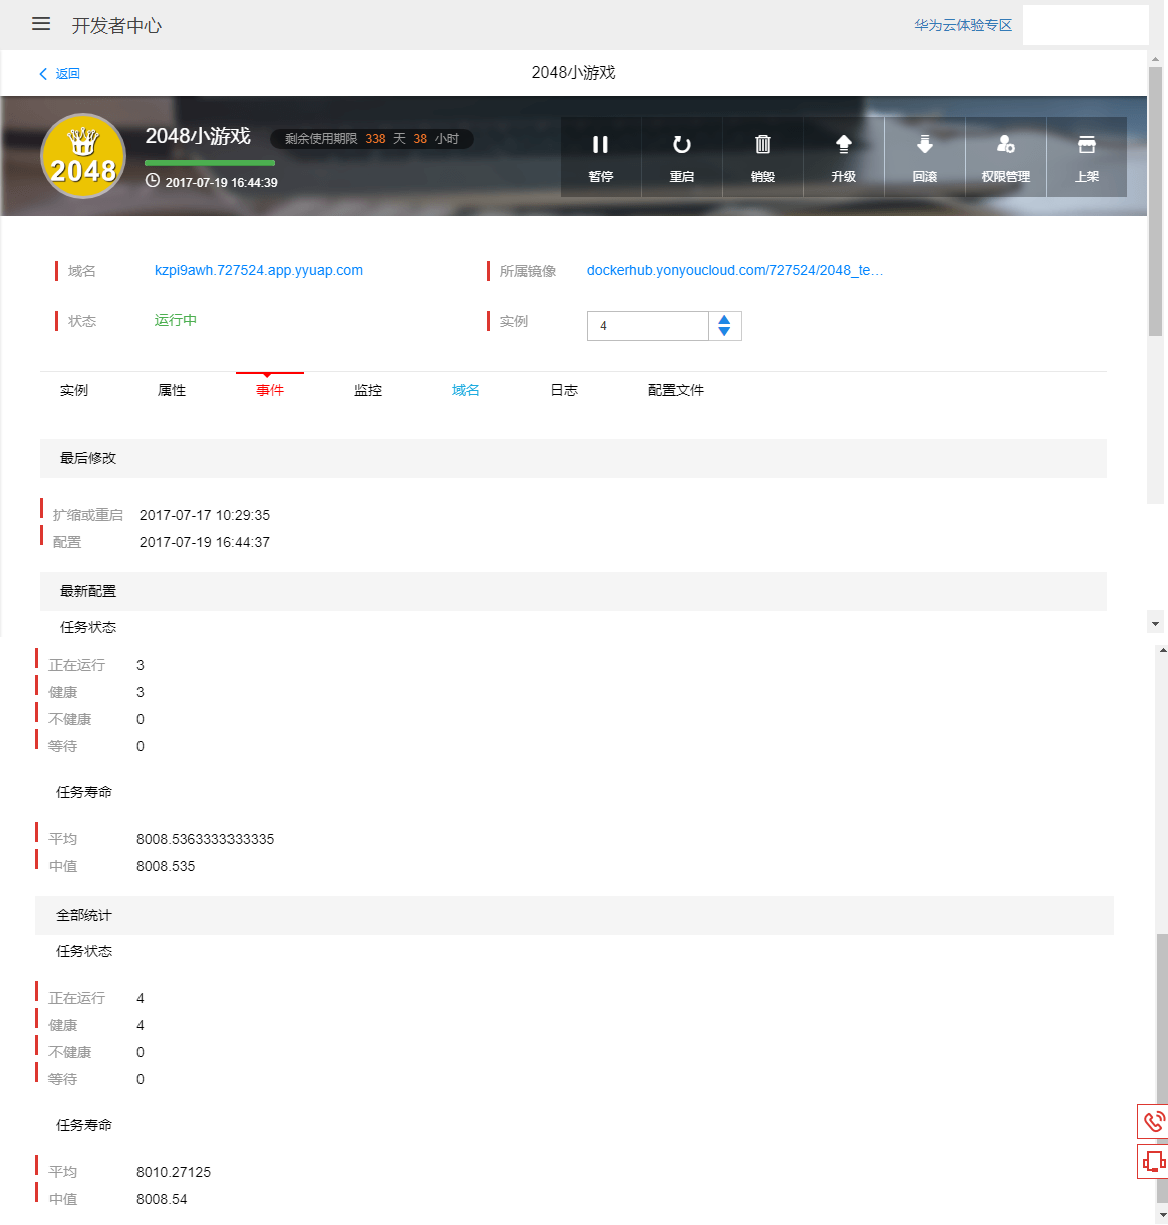 开发者中心
华为云体验专区
返回
2048小游戏
2048
2048小游戏
剩余使用期限 338 天 38 小时
2017-07-19 16:44:39
暂停
重启
销毁
升级
回滚
权限管理
上架
域名 kzpi9awh.727524.app.yyuap.com
所属镜像 dockerhub.yonyoucloud.com/727524/2048_te…
状态 运行中
实例 4
实例 属性 事件 监控 域名 日志 配置文件
最后修改
扩缩或重启 2017-07-17 10:29:35
配置 2017-07-19 16:44:37
最新配置
任务状态
正在运行 3
健康 3
不健康 0
等待 0
任务寿命
平均 8008.5363333333335
中值 8008.535
全部统计
任务状态
正在运行 4
健康 4
不健康 0
等待 0
任务寿命
平均 8010.27125
中值 8008.54